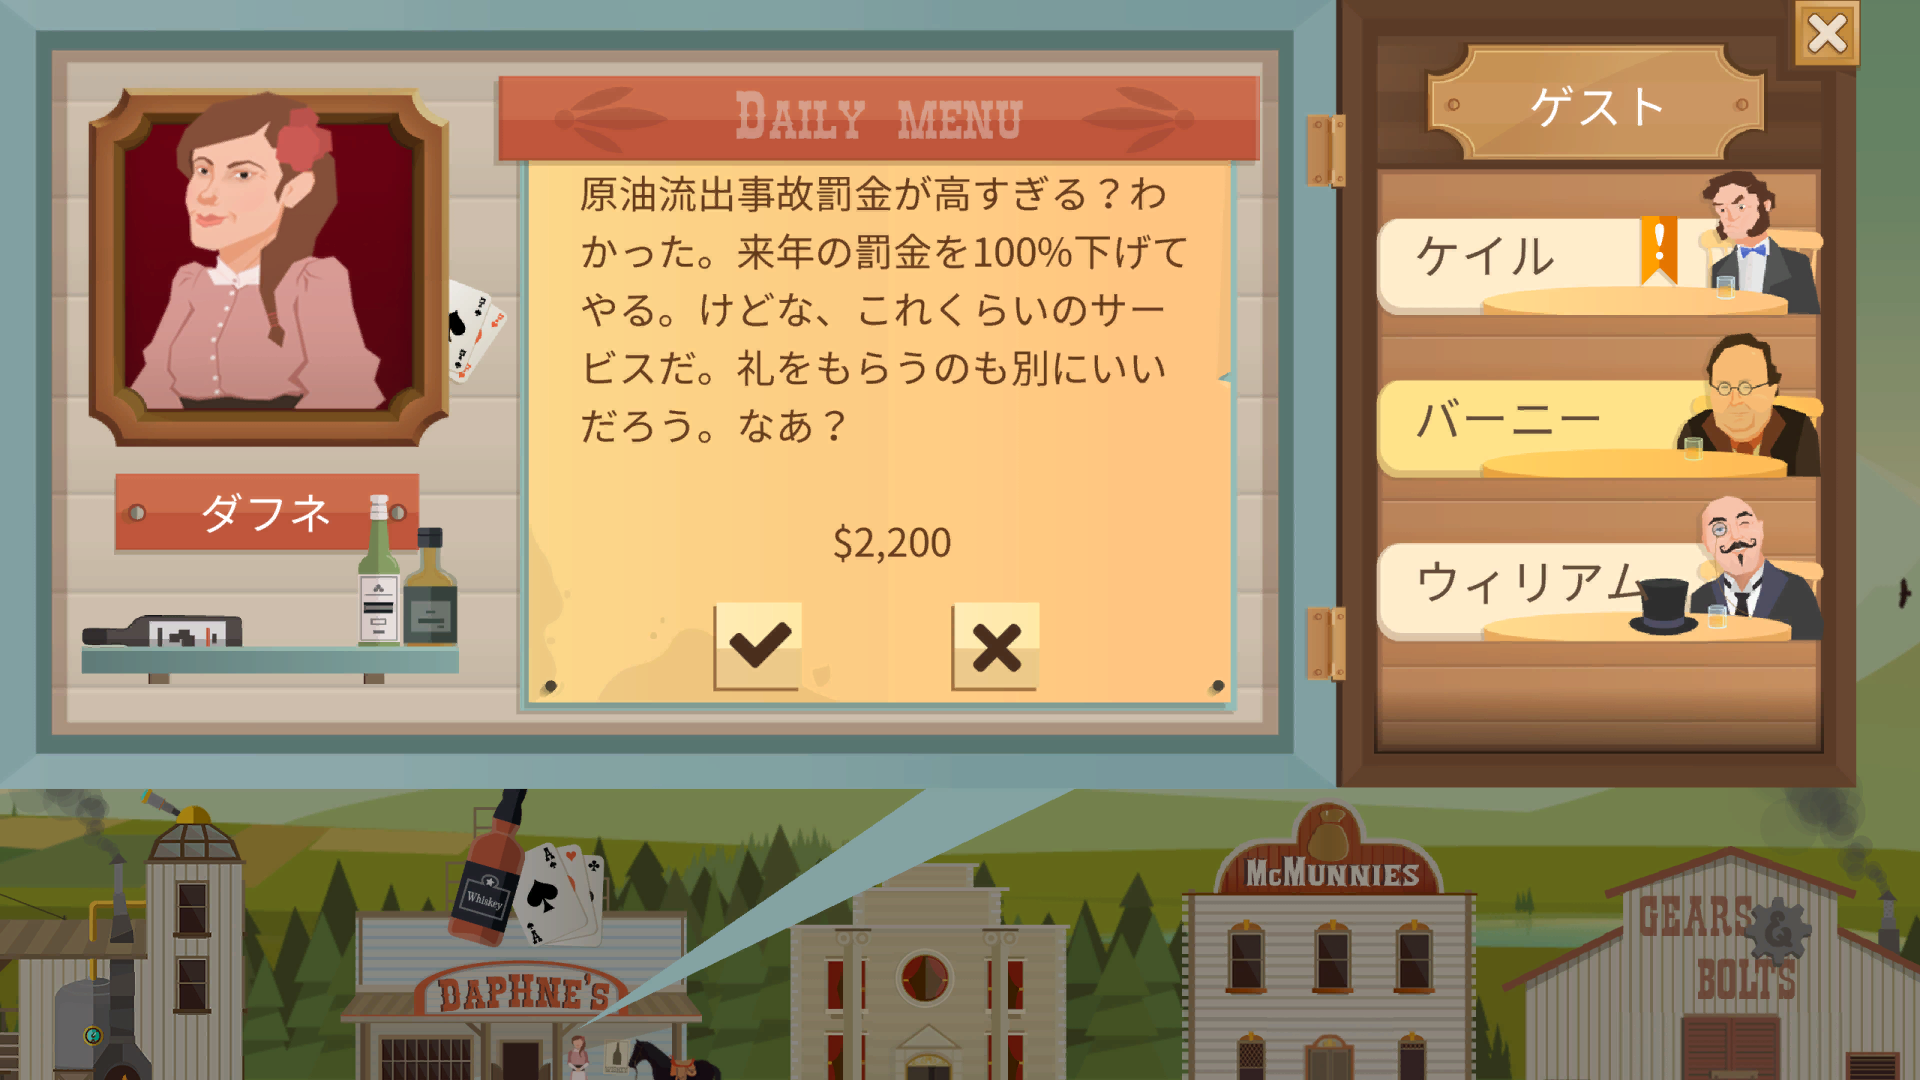 DAILY MENU
原油流出事故罰金が高すぎる？わ
かった。来年の罰金を100%下げて
やる。けどな、これくらいのサー
ビスだ。礼をもらうのも別にいい
だろう。なあ？
$2,200
ダフネ
ゲスト
ケイル
バーニー
ウィリアム
Whiskey
A
A
DAPHNE'S
McMUNNIES
GEARS &
BOLTS